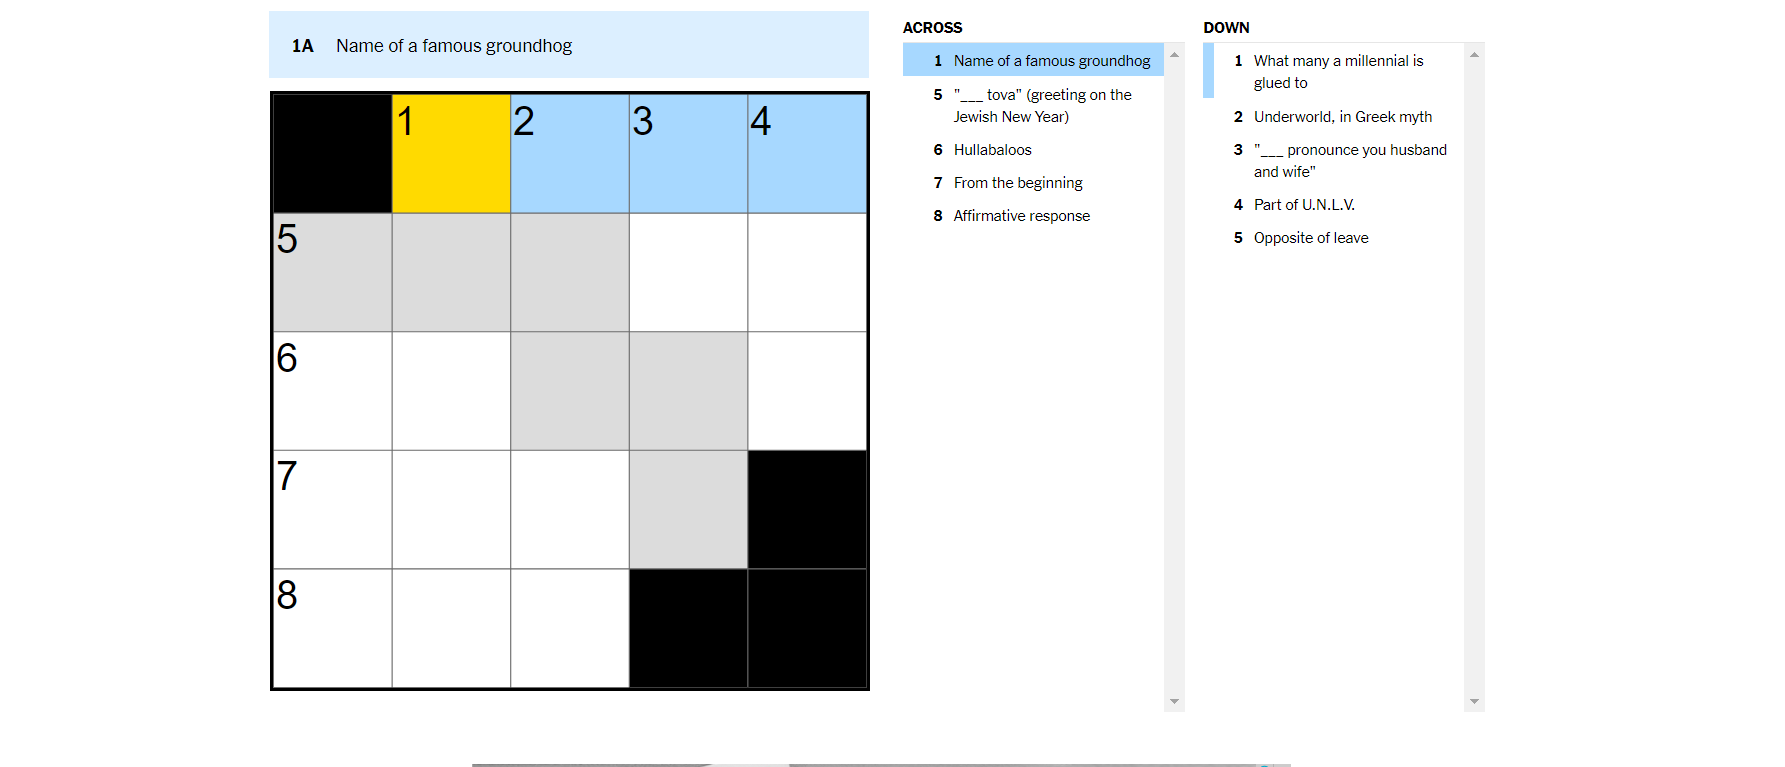 1A Name of a famous groundhog
1 2 3 4
5
6
7
8
ACROSS
1 Name of a famous groundhog
5 "___ tova" (greeting on the
Jewish New Year)
6 Hullabaloos
7 From the beginning
8 Affirmative response
DOWN
1 What many a millennial is
glued to
2 Underworld, in Greek myth
3 "___ pronounce you husband
and wife"
4 Part of U.N.L.V.
5 Opposite of leave